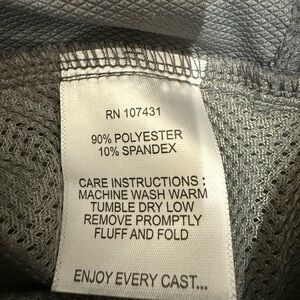 RN 107431
90% POLYESTER
10% SPANDEX
CARE INSTRUCTIONS :
MACHINE WASH WARM
TUMBLE DRY LOW
REMOVE PROMPTLY
FLUFF AND FOLD
ENJOY EVERY CAST...